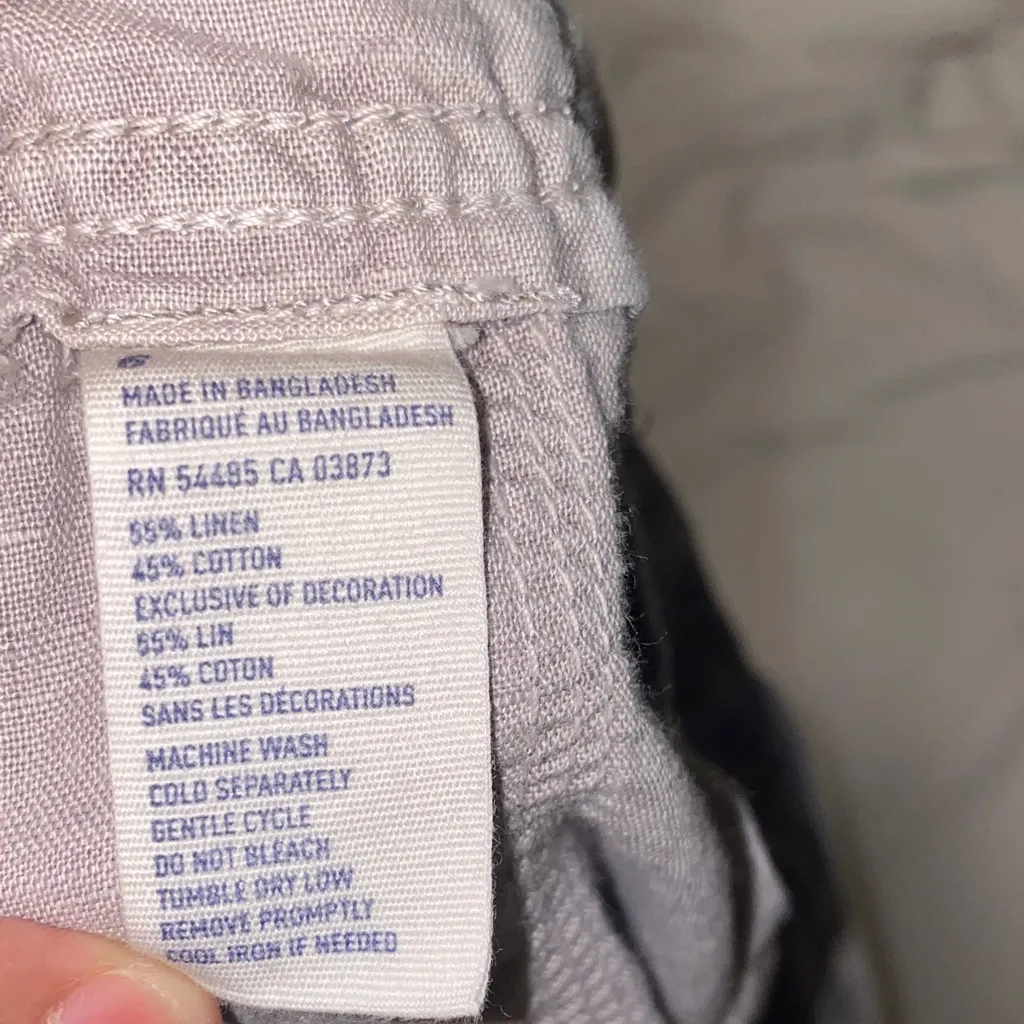 MADE IN BANGLADESH
FABRIQUÉ AU BANGLADESH
RN 54485 CA 03873
55% LINEN
45% COTTON
EXCLUSIVE OF DECORATION
55% LIN
45% COTON
SANS LES DÉCORATIONS
MACHINE WASH
COLD SEPARATELY
GENTLE CYCLE
DO NOT BLEACH
TUMBLE DRY LOW
REMOVE PROMPTLY
COOL IRON IF NEEDED